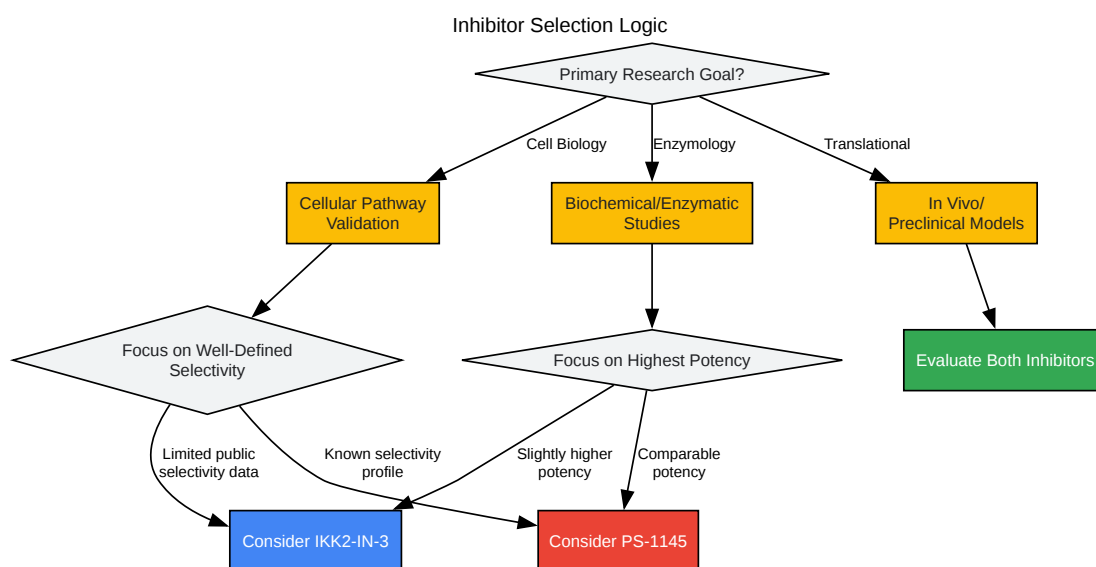 Inhibitor Selection Logic
Primary Research Goal?
Cell Biology
Enzymology
Translational
Cellular Pathway
Validation
Biochemical/Enzymatic
Studies
In Vivo/
Preclinical Models
Focus on Well-Defined
Selectivity
Focus on Highest Potency
Evaluate Both Inhibitors
Limited public
selectivity data
Known selectivity
profile
Slightly higher
potency
Comparable
potency
Consider IKK2-IN-3
Consider PS-1145